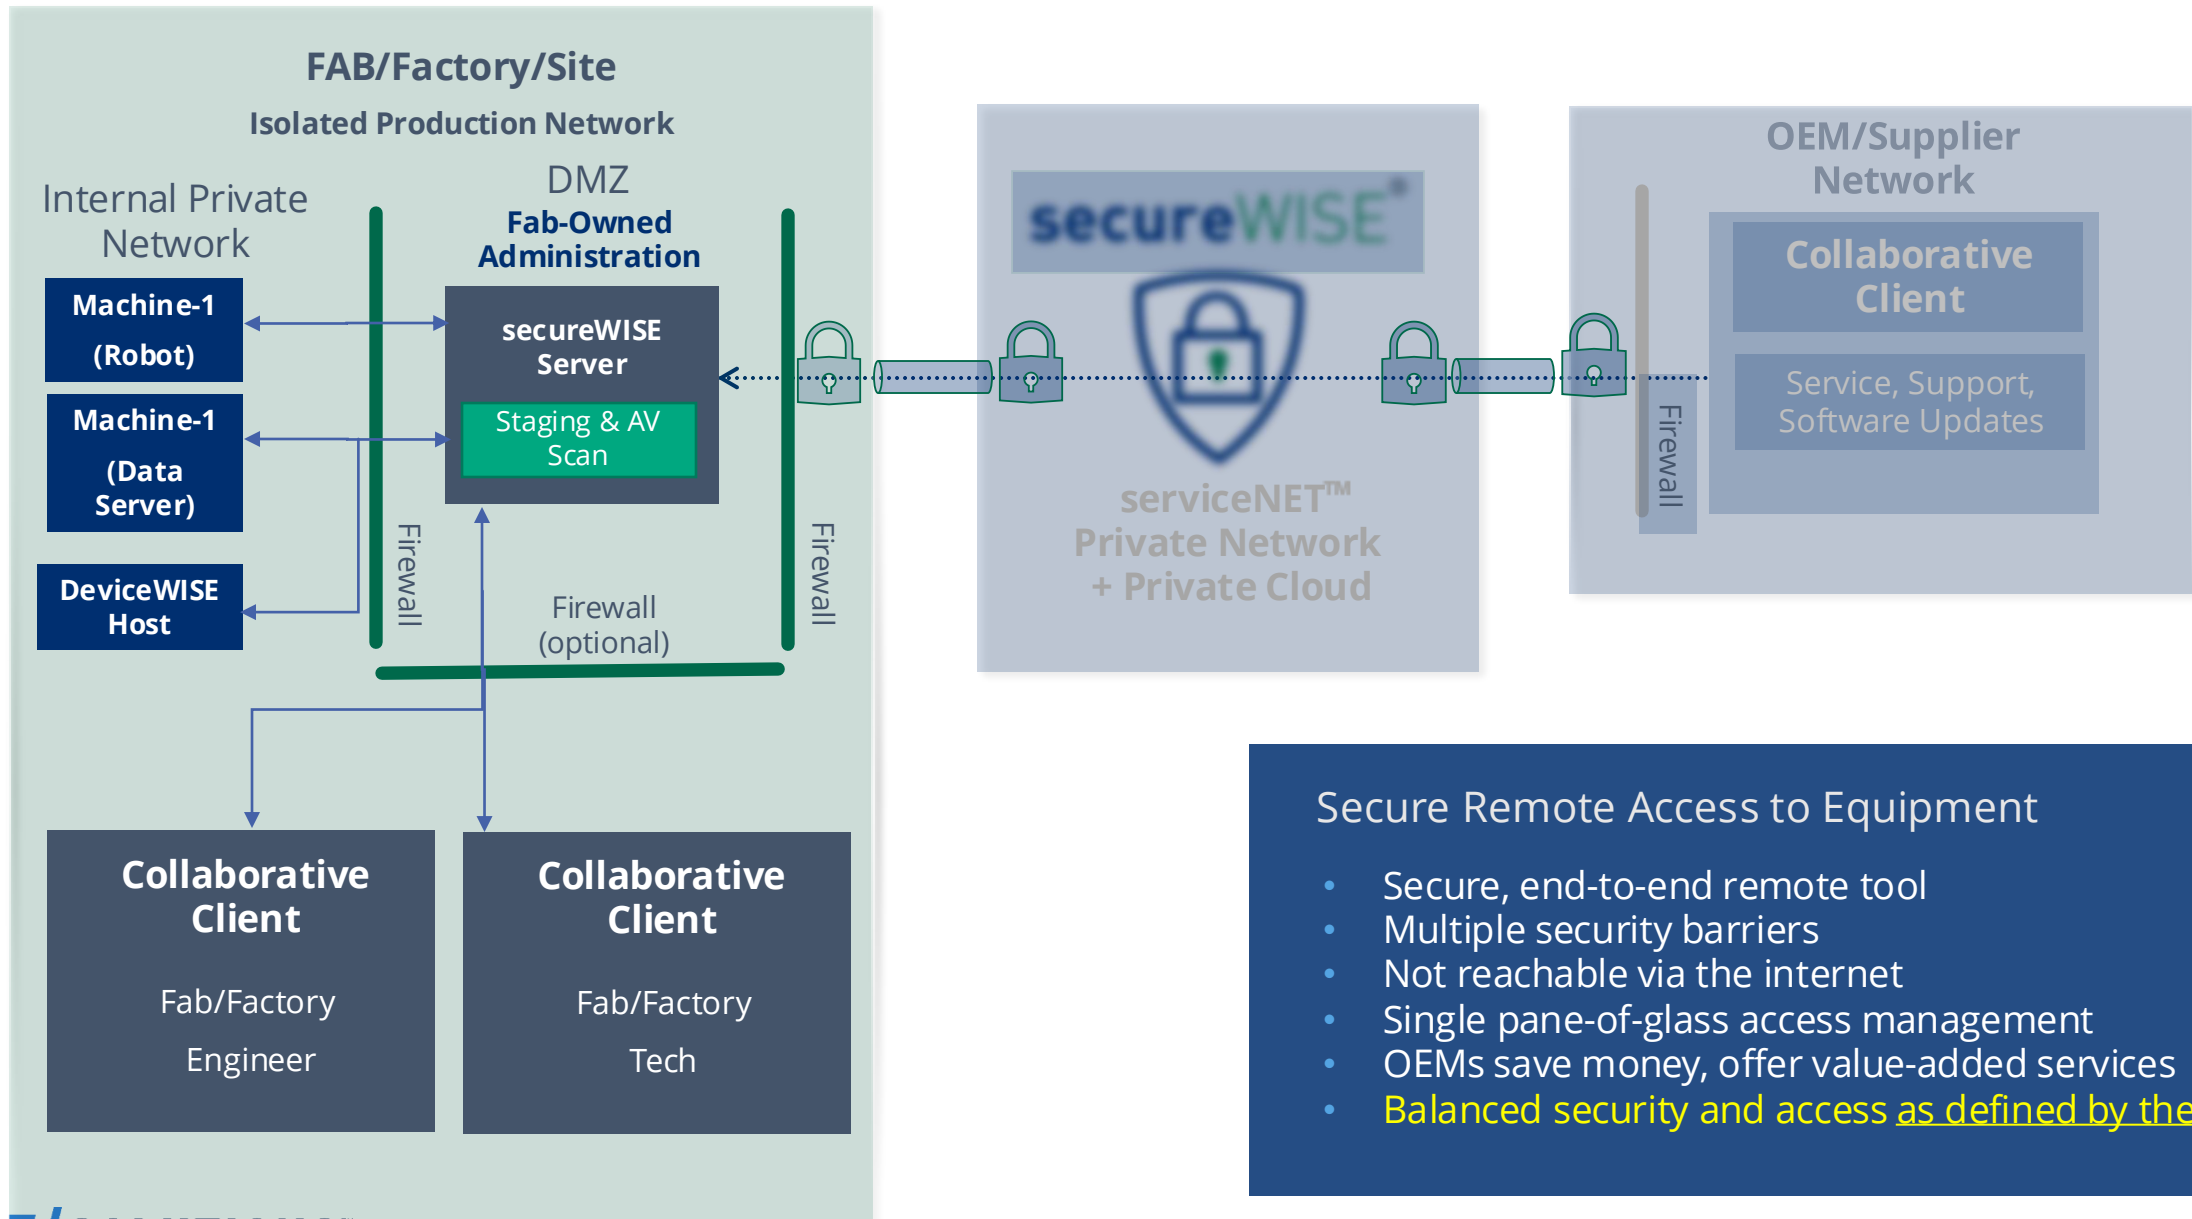 FAB/Factory/Site
Isolated Production Network
Internal Private
Network
DMZ
Fab-Owned
Administration
Machine-1
(Robot)
Machine-1
(Data
Server)
DeviceWISE
Host
secureWISE
Server
Staging & AV
Scan
Firewall
Firewall
(optional)
Firewall
Collaborative
Client
Fab/Factory
Engineer
Collaborative
Client
Fab/Factory
Tech
secureWISE®
serviceNET™
Private Network
+ Private Cloud
OEM/Supplier
Network
Collaborative
Client
Service, Support,
Software Updates
Firewall
Secure Remote Access to Equipment
• Secure, end-to-end remote tool
• Multiple security barriers
• Not reachable via the internet
• Single pane-of-glass access management
• OEMs save money, offer value-added services
• Balanced security and access as defined by the